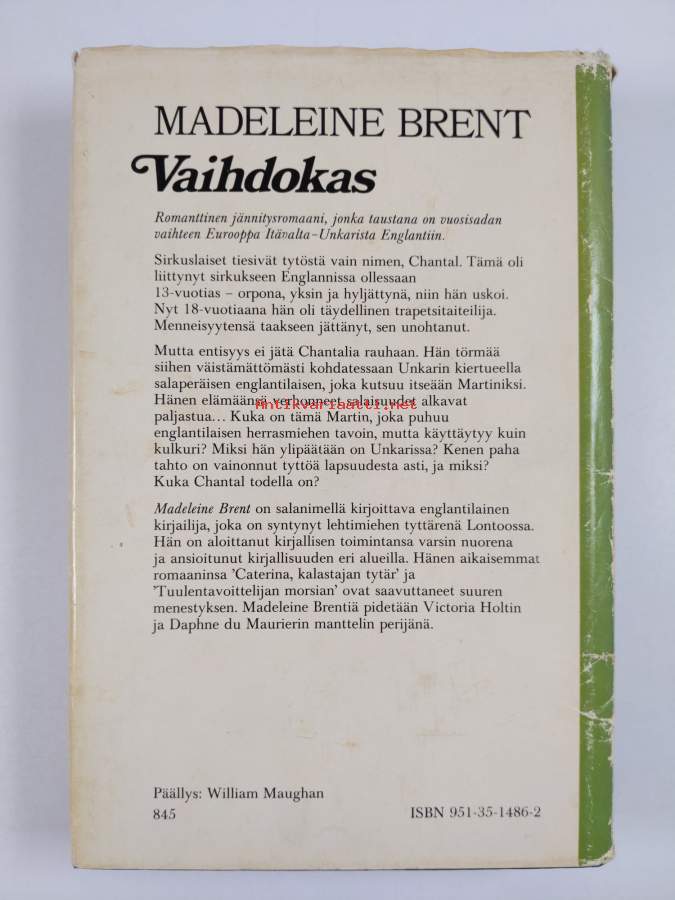 MADELEINE BRENT
Vaihdokas
Romanttinen jännitysromaani, jonka taustana on vuosisadan
vaihteen Eurooppa Itävalta–Unkarista Englantiin.
Sirkuslaiset tiesivät tytöstä vain nimen, Chantal. Tämä oli
liittynyt sirkukseen Englannissa ollessaan
13-vuotias – orpona, yksin ja hyljättynä, niin hän uskoi.
Nyt 18-vuotiaana hän oli täydellinen trapetsitaiteilija.
Menneisyytensä taakseen jättänyt, sen unohtanut.
Mutta entisyys ei jätä Chantalia rauhaan. Hän törmää
siihen väistämättömästi kohdatessaan Unkarin kiertueella
salaperäisen englantilaisen, joka kutsuu itseään Martiniksi.
Hänen elämäänsä verhonneet salaisuudet alkavat
Antikvariaatti.net
paljastua... Kuka on tämä Martin, joka puhuu
englantilaisen herrasmiehen tavoin, mutta käyttäytyy kuin
kulkuri? Miksi hän ylipäätään on Unkarissa? Kenen paha
tahto on vainonnut tyttöä lapsuudesta asti, ja miksi?
Kuka Chantal todella on?
Madeleine Brent on salanimellä kirjoittava englantilainen
kirjailija, joka on syntynyt lehtimiehen tyttärenä Lontoossa.
Hän on aloittanut kirjallisen toimintansa varsin nuorena
ja ansioitunut kirjallisuuden eri alueilla. Hänen aikaisemmat
romaaninsa 'Caterina, kalastajan tytär' ja
'Tuulentavoittelijan morsian' ovat saavuttaneet suuren
menestyksen. Madeleine Brentiä pidetään Victoria Holtin
ja Daphne du Maurierin manttelin perijänä.
Päällys: William Maughan
845
ISBN 951-35-1486-2